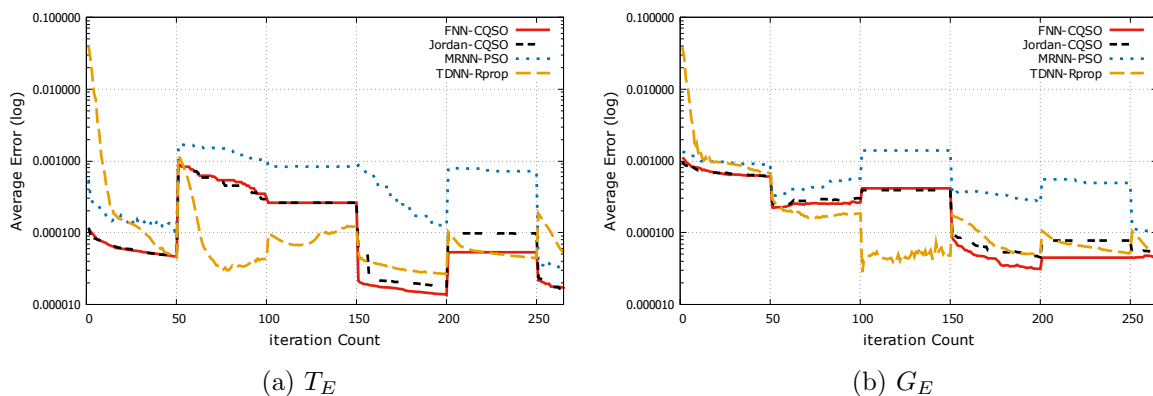 0.100000
0.010000
0.001000
0.000100
0.000010
Average Error (log)
0 50 100 150 200 250
iteration Count
FNN-CQSO
Jordan-CQSO
MRNN-PSO
TDNN-Rprop
(a) T_E
0.100000
0.010000
0.001000
0.000100
0.000010
Average Error (log)
0 50 100 150 200 250
iteration Count
FNN-CQSO
Jordan-CQSO
MRNN-PSO
TDNN-Rprop
(b) G_E